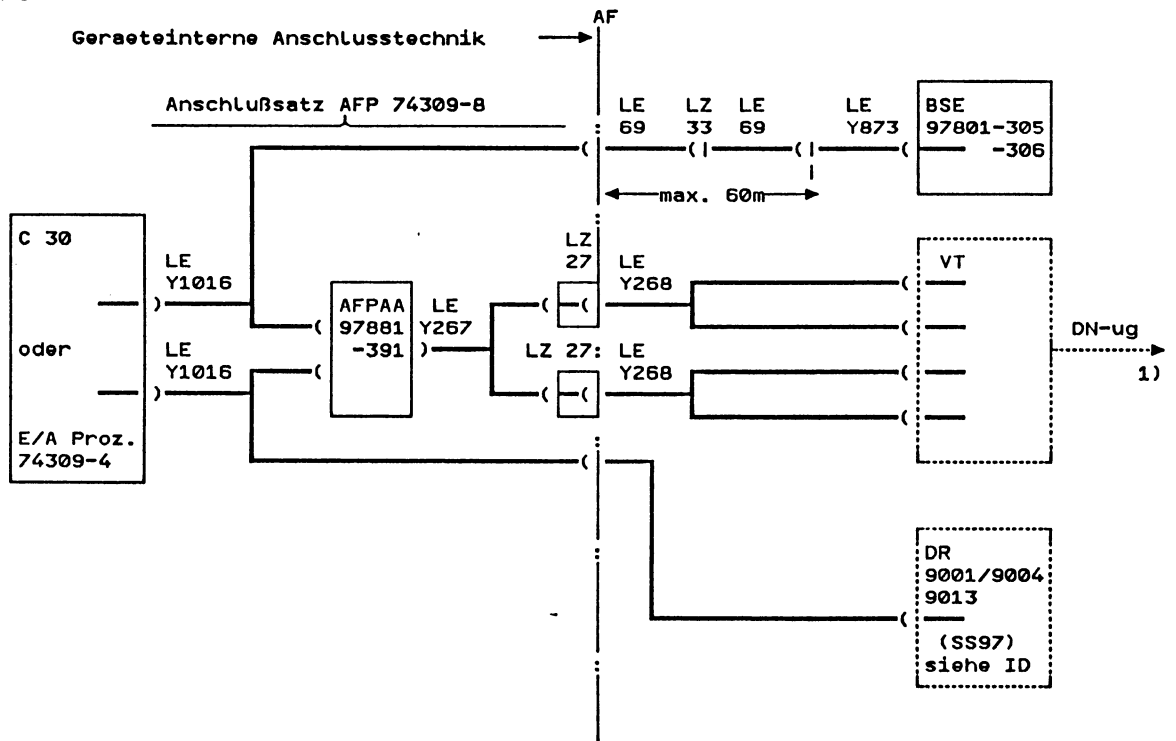 AF
Geraeteinterne Anschlusstechnik
Anschlußsatz AFP 74309-8
LE
69
LZ
33
LE
69
LE
Y873
BSE
97801-305
-306
max. 60m
C 30
oder
E/A Proz.
74309-4
LE
Y1016
LE
Y1016
AFPAA
97881
-391
LE
Y267
LZ
27
LZ 27:
LE
Y268
LE
Y268
VT
DN-ug
1)
DR
9001/9004
9013
(SS97)
siehe ID